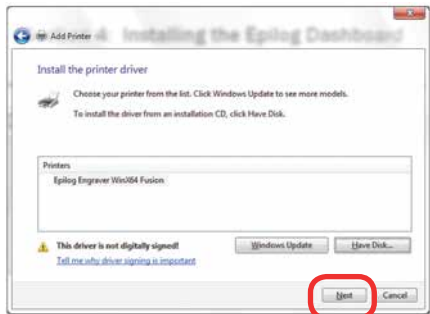 Add Printer
4: Installing the Epilog Dashboard
Install the printer driver
Choose your printer from the list. Click Windows Update to see more models.
To install the driver from an installation CD, click Have Disk.
Printers
Epilog Engraver WinX64 Fusion
This driver is not digitally signed!
Tell me why driver signing is important
Windows Update
Have Disk...
Next
Cancel